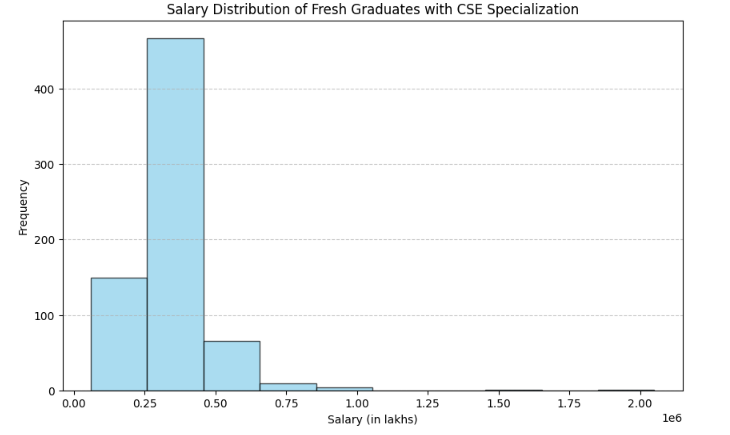 Salary Distribution of Fresh Graduates with CSE Specialization
Frequency
400
300
200
100
0
0.00 0.25 0.50 0.75 1.00 1.25 1.50 1.75 2.00
1e6
Salary (in lakhs)